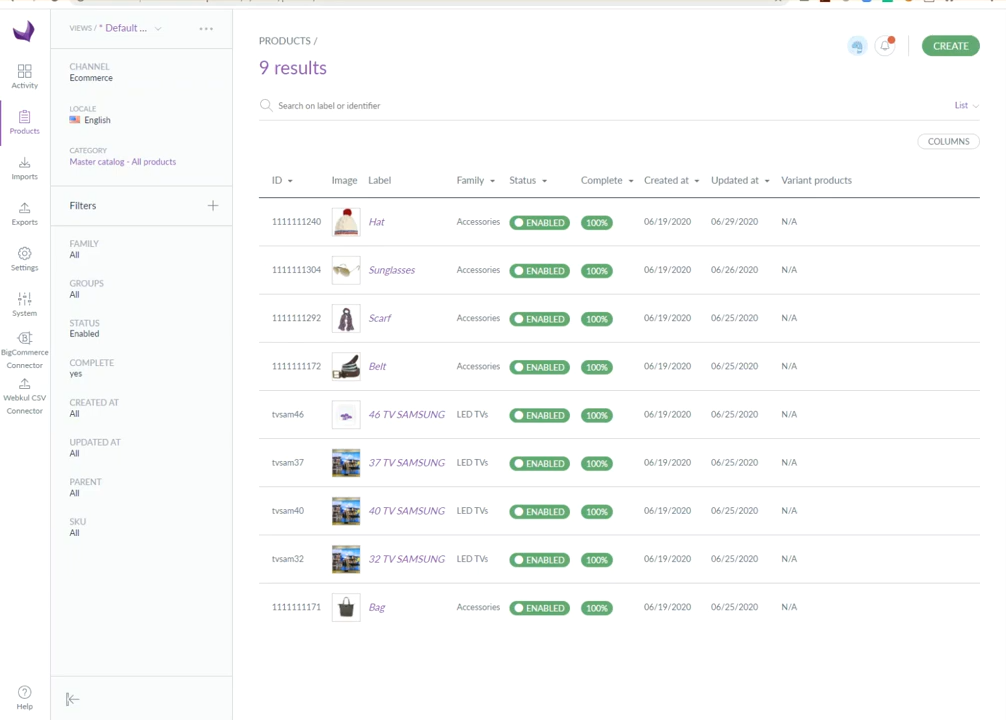 VIEWS / * Default ...
CHANNEL
Ecommerce
LOCALE
English
CATEGORY
Master catalog - All products
Filters
FAMILY
All
GROUPS
All
STATUS
Enabled
COMPLETE
yes
CREATED AT
All
UPDATED AT
All
PARENT
All
SKU
All
Activity
Products
Imports
Exports
Settings
System
BigCommerce
Connector
Webkul CSV
Connector
Help
PRODUCTS /
9 results
CREATE
Search on label or identifier
List
COLUMNS
ID Image Label Family Status Complete Created at Updated at Variant products
1111111240 Hat Accessories ENABLED 100% 06/19/2020 06/29/2020 N/A
1111111304 Sunglasses Accessories ENABLED 100% 06/19/2020 06/26/2020 N/A
1111111292 Scarf Accessories ENABLED 100% 06/19/2020 06/25/2020 N/A
1111111172 Belt Accessories ENABLED 100% 06/19/2020 06/25/2020 N/A
tvsam46 46 TV SAMSUNG LED TVs ENABLED 100% 06/19/2020 06/25/2020 N/A
tvsam37 37 TV SAMSUNG LED TVs ENABLED 100% 06/19/2020 06/25/2020 N/A
tvsam40 40 TV SAMSUNG LED TVs ENABLED 100% 06/19/2020 06/25/2020 N/A
tvsam32 32 TV SAMSUNG LED TVs ENABLED 100% 06/19/2020 06/25/2020 N/A
1111111171 Bag Accessories ENABLED 100% 06/19/2020 06/25/2020 N/A